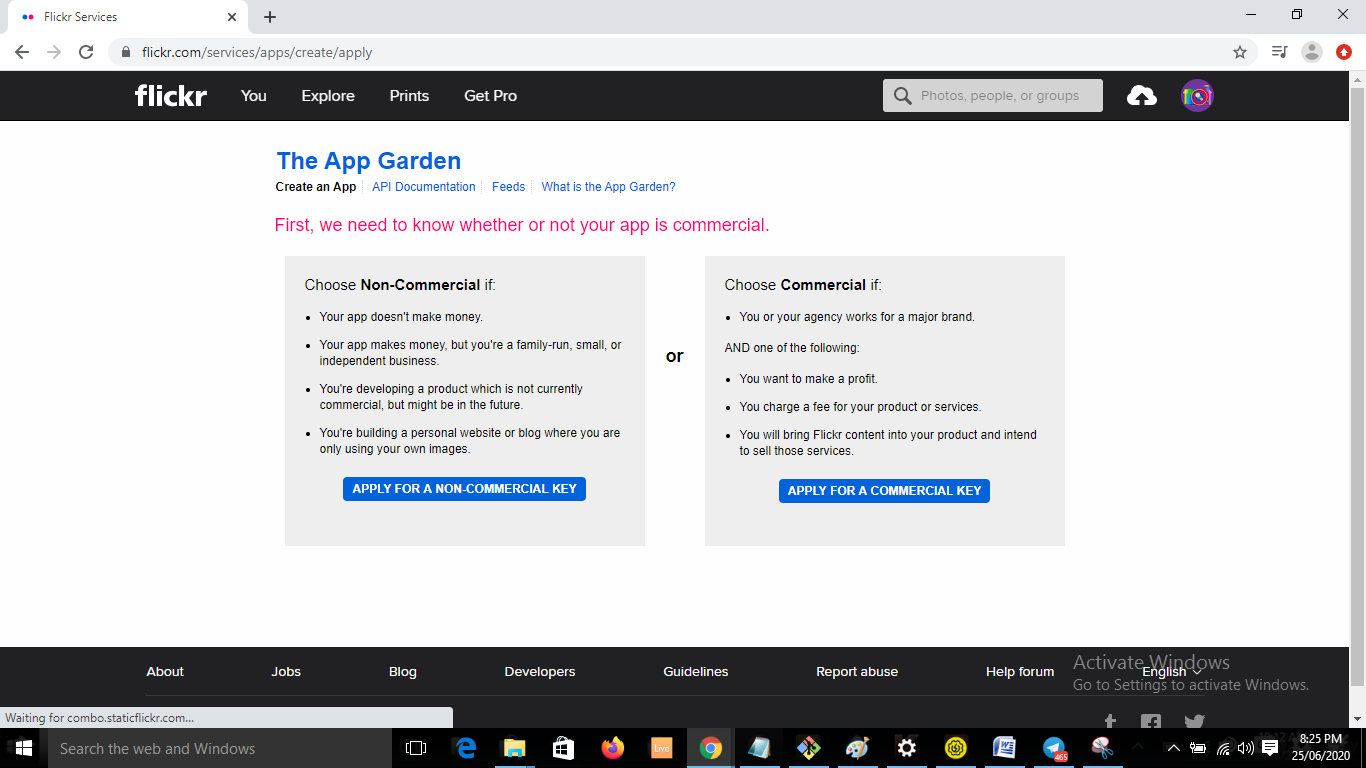 Flickr Services
flickr.com/services/apps/create/apply
flickr
You
Explore
Prints
Get Pro
Photos, people, or groups
The App Garden
Create an App
API Documentation
Feeds
What is the App Garden?
First, we need to know whether or not your app is commercial.
Choose Non-Commercial if:
Your app doesn't make money.
Your app makes money, but you're a family-run, small, or
independent business.
You're developing a product which is not currently
commercial, but might be in the future.
You're building a personal website or blog where you are
only using your own images.
APPLY FOR A NON-COMMERCIAL KEY
or
Choose Commercial if:
You or your agency works for a major brand.
AND one of the following:
You want to make a profit.
You charge a fee for your product or services.
You will bring Flickr content into your product and intend
to sell those services.
APPLY FOR A COMMERCIAL KEY
About
Jobs
Blog
Developers
Guidelines
Report abuse
Help forum
English
Activate Windows
Go to Settings to activate Windows.
Waiting for combo.staticflickr.com...
Search the web and Windows
Live
465
8:25 PM
25/06/2020